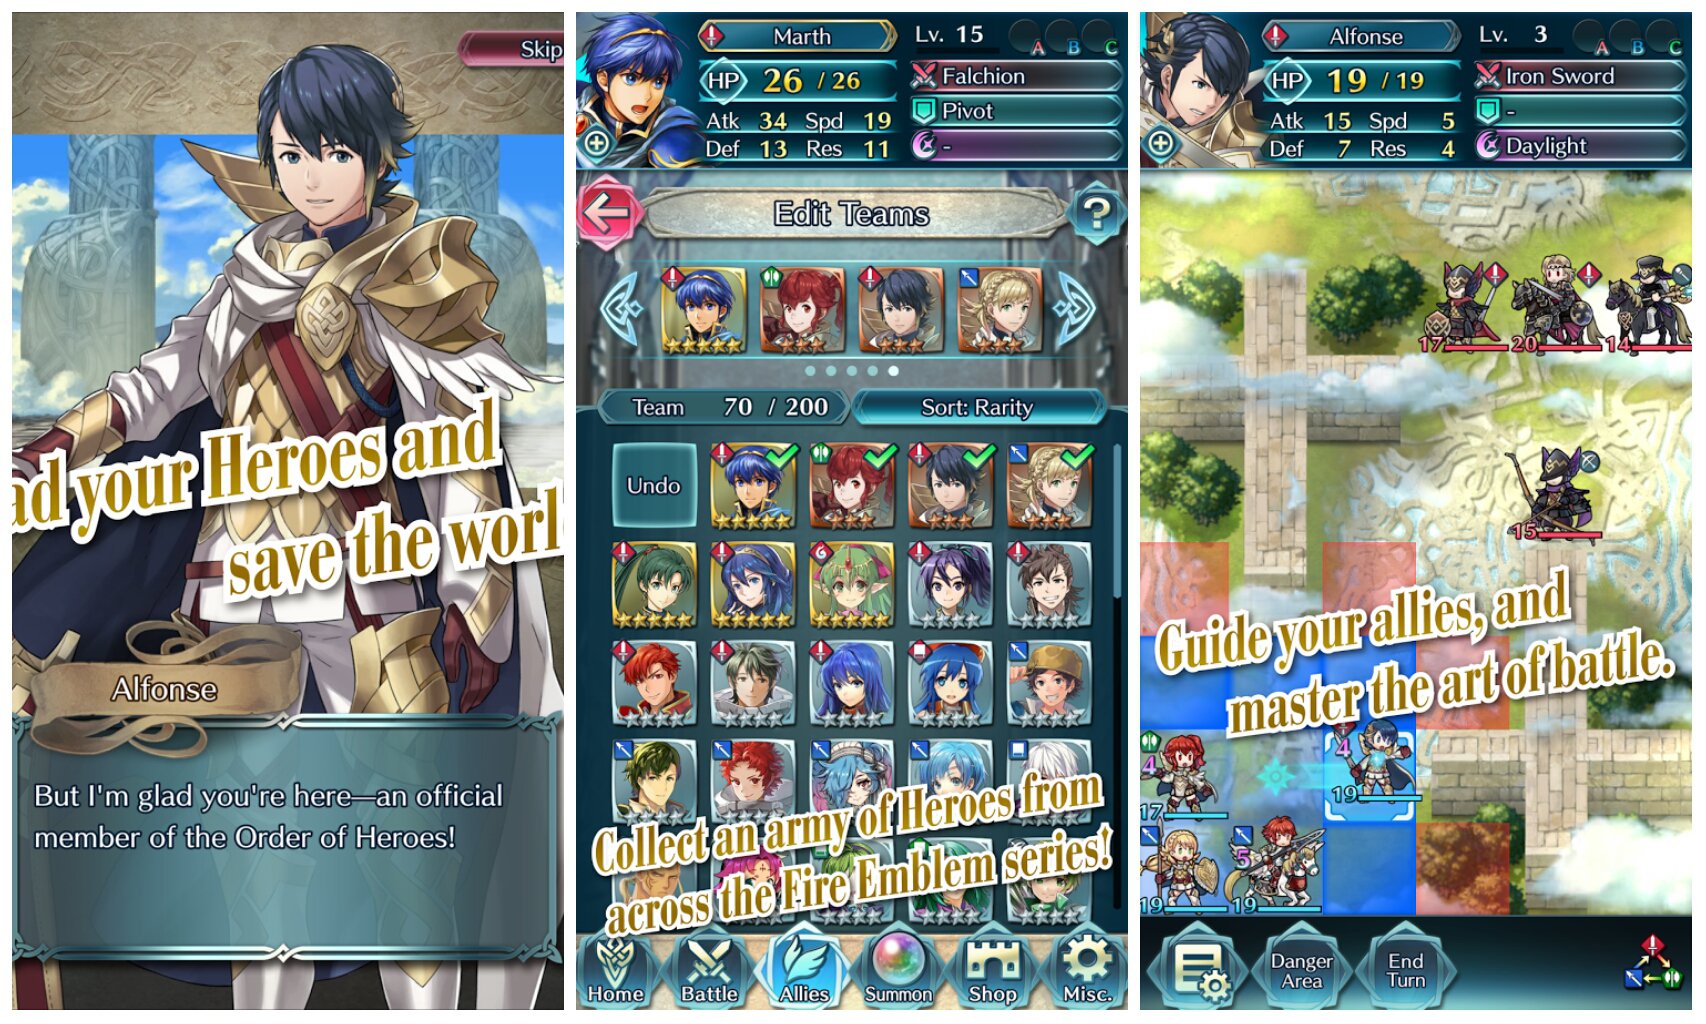 Skip
ad your Heroes and
save the worl
Alfonse
But I'm glad you're here—an official
member of the Order of Heroes!
Marth
Lv. 15
A B C
HP 26 / 26
Atk 34 Spd 19
Def 13 Res 11
Falchion
Pivot
-
Edit Teams
?
Team 70 / 200
Sort: Rarity
Undo
Collect an army of Heroes from
across the Fire Emblem series!
Home
Battle
Allies
Summon
Shop
Misc.
Alfonse
Lv. 3
A B C
HP 19 / 19
Atk 15 Spd 5
Def 7 Res 4
Iron Sword
-
Daylight
17
20
14
15
Guide your allies, and
master the art of battle.
4
4
19
17
5
19
19
Danger
Area
End
Turn